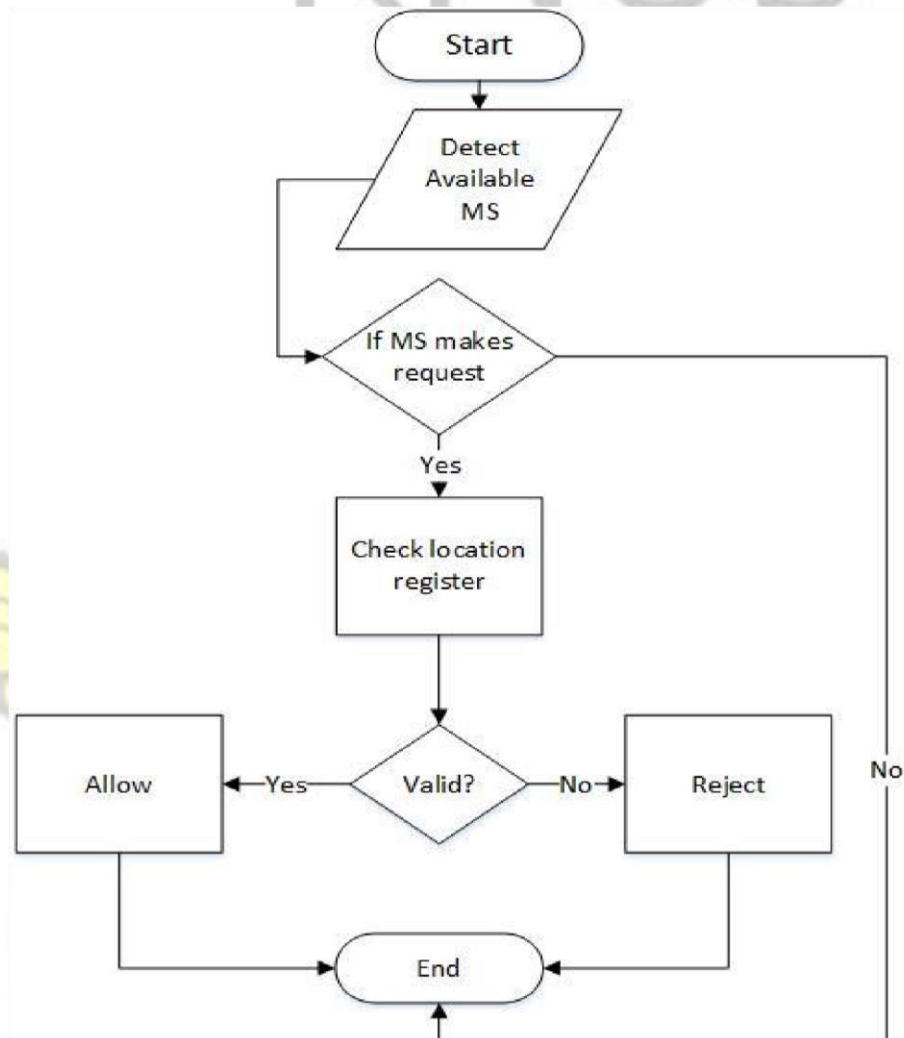 Start
Detect
Available
MS
If MS makes
request
Yes
Check location
register
Allow
Yes
Valid?
No
Reject
No
End